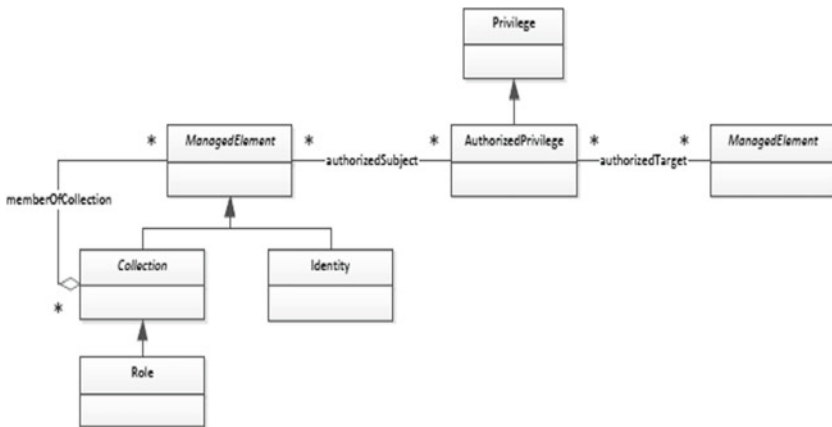 Privilege
* ManagedElement * * AuthorizedPrivilege * * ManagedElement
authorizedSubject authorizedTarget
memberOfCollection
Collection Identity
*
Role